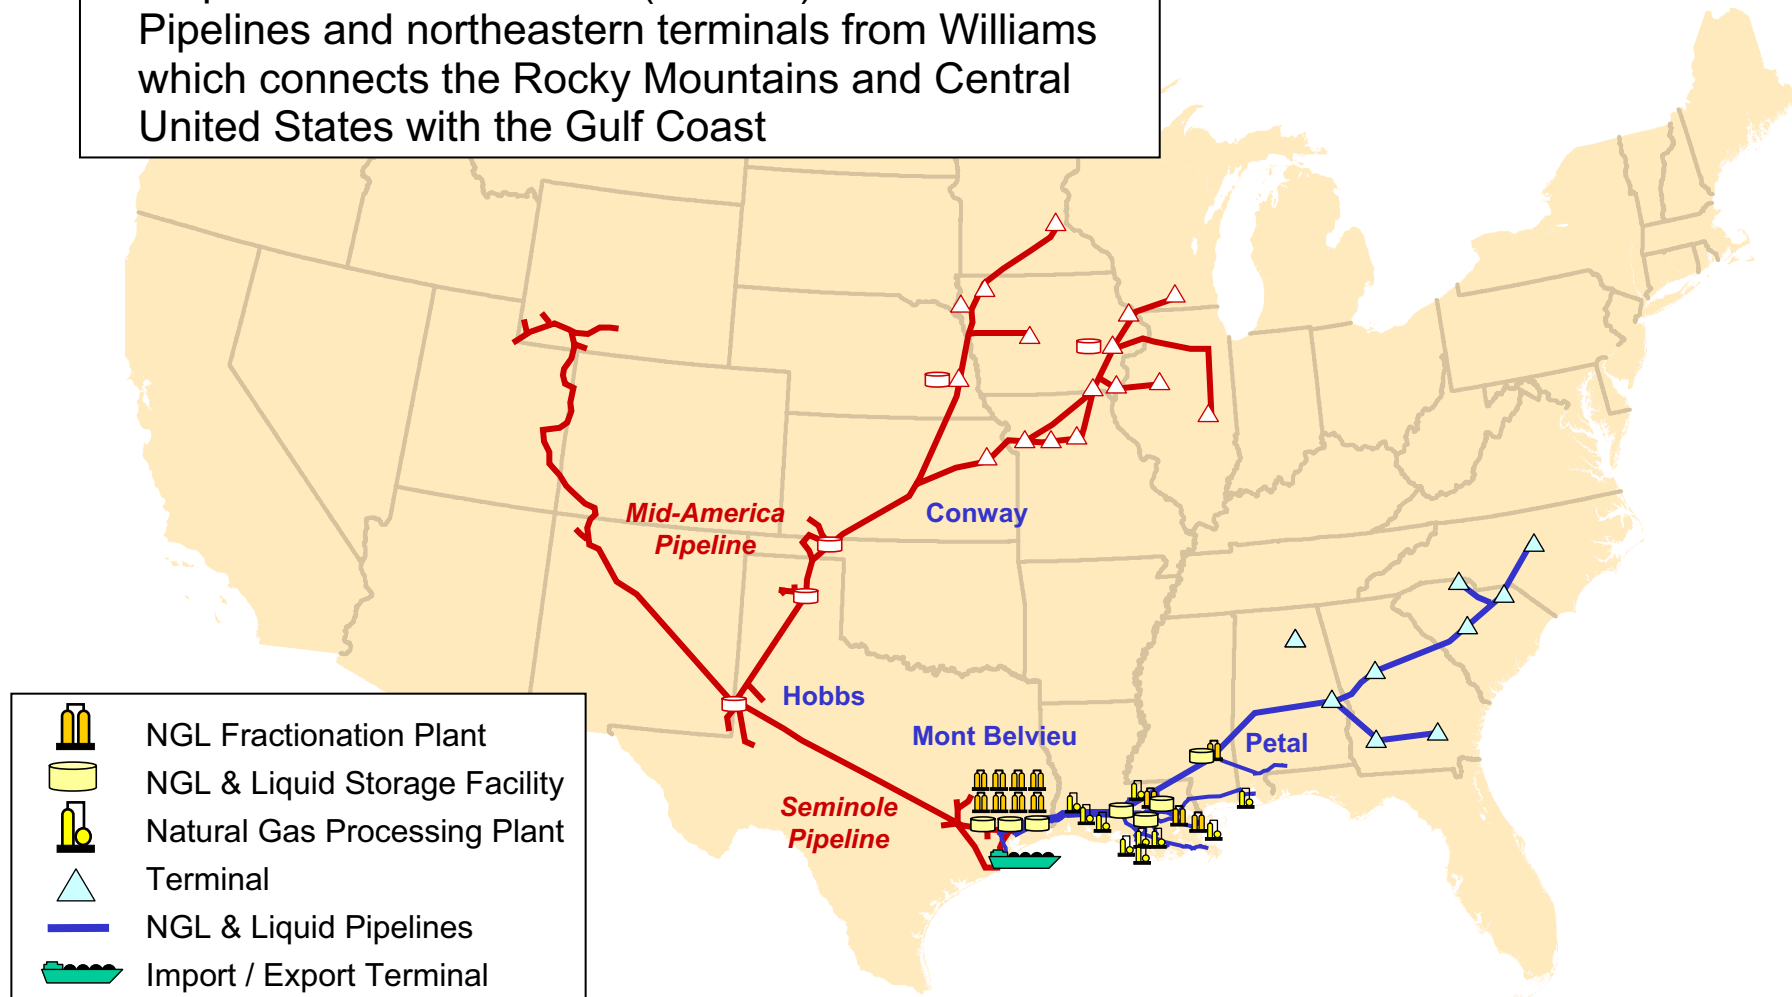 Pipelines and northeastern terminals from Williams
which connects the Rocky Mountains and Central
United States with the Gulf Coast
Mid-America
Pipeline
Conway
Hobbs
Mont Belvieu
Petal
Seminole
Pipeline
NGL Fractionation Plant
NGL & Liquid Storage Facility
Natural Gas Processing Plant
Terminal
NGL & Liquid Pipelines
Import / Export Terminal